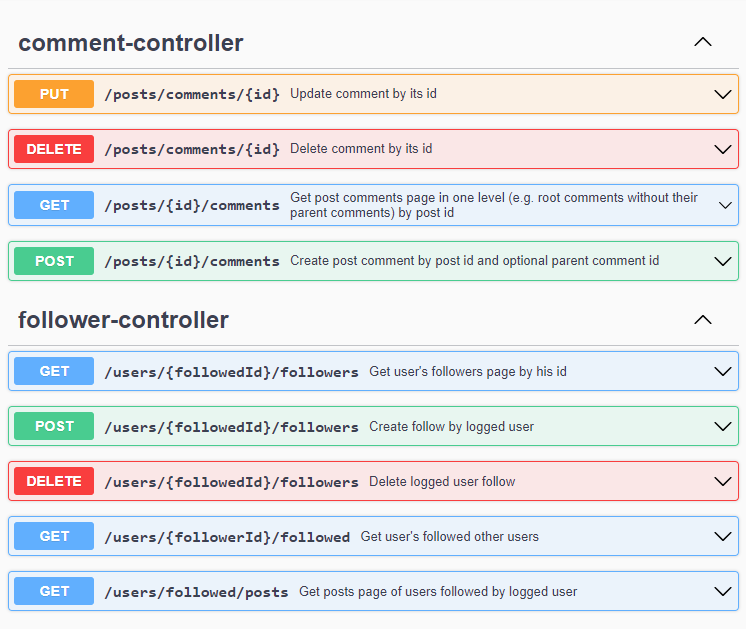 comment-controller
PUT /posts/comments/{id} Update comment by its id
DELETE /posts/comments/{id} Delete comment by its id
GET /posts/{id}/comments Get post comments page in one level (e.g. root comments without their
parent comments) by post id
POST /posts/{id}/comments Create post comment by post id and optional parent comment id
follower-controller
GET /users/{followedId}/followers Get user's followers page by his id
POST /users/{followedId}/followers Create follow by logged user
DELETE /users/{followedId}/followers Delete logged user follow
GET /users/{followerId}/followed Get user's followed other users
GET /users/followed/posts Get posts page of users followed by logged user